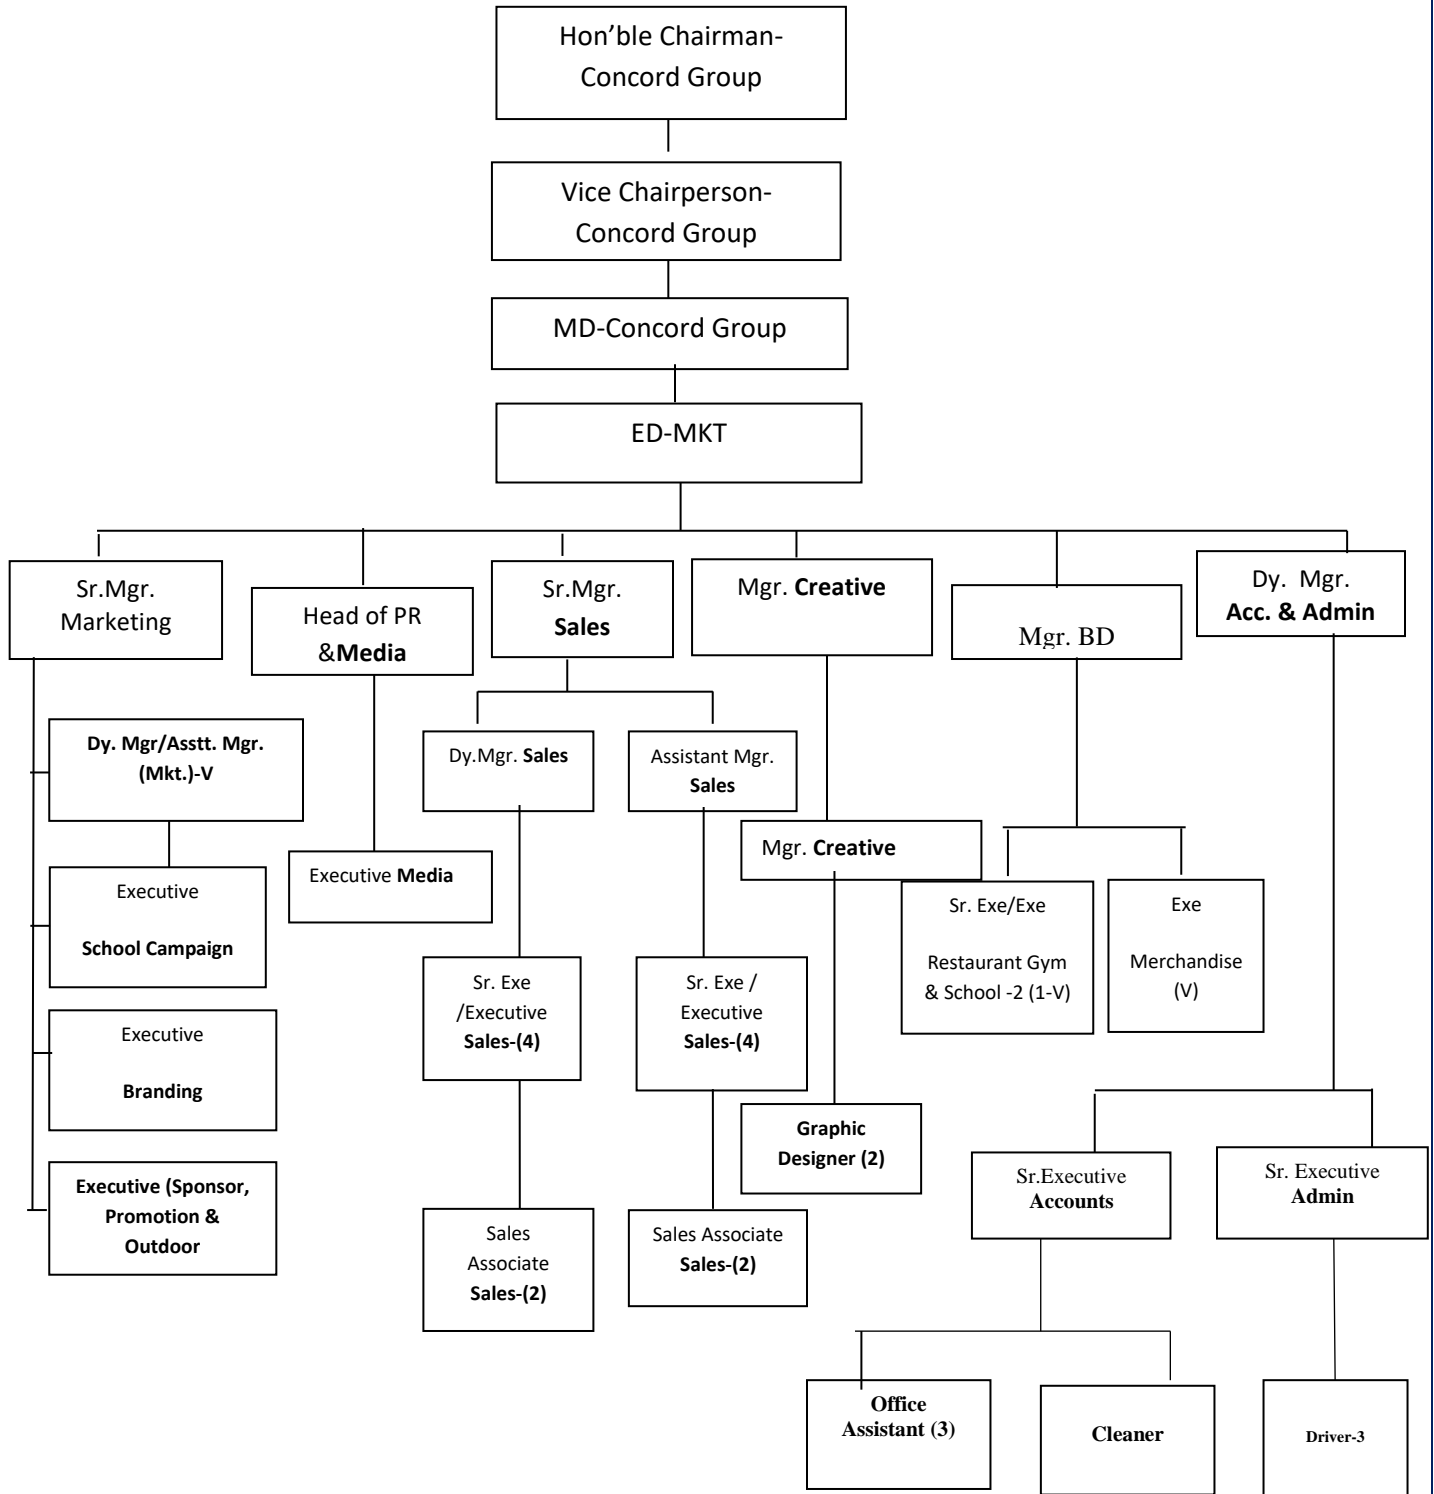 Hon’ble Chairman-
Concord Group
Vice Chairperson-
Concord Group
MD-Concord Group
ED-MKT
Sr.Mgr.
Marketing
Head of PR
&Media
Sr.Mgr.
Sales
Mgr. Creative
Mgr. BD
Dy. Mgr.
Acc. & Admin
Dy. Mgr/Asstt. Mgr.
(Mkt.)-V
Executive
School Campaign
Executive
Branding
Executive (Sponsor,
Promotion &
Outdoor
Executive Media
Dy.Mgr. Sales
Assistant Mgr.
Sales
Sr. Exe
/Executive
Sales-(4)
Sr. Exe /
Executive
Sales-(4)
Sales
Associate
Sales-(2)
Sales Associate
Sales-(2)
Mgr. Creative
Graphic
Designer (2)
Sr. Exe/Exe
Restaurant Gym
& School -2 (1-V)
Exe
Merchandise
(V)
Sr.Executive
Accounts
Sr. Executive
Admin
Office
Assistant (3)
Cleaner
Driver-3